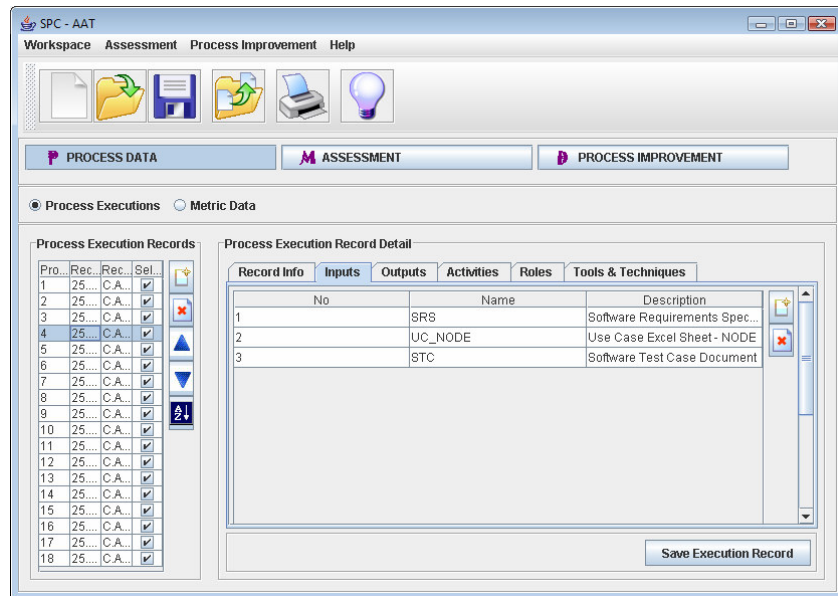 SPC - AAT
Workspace Assessment Process Improvement Help
P PROCESS DATA M ASSESSMENT PROCESS IMPROVEMENT
Process Executions Metric Data
Process Execution Records Process Execution Record Detail
Record Info Inputs Outputs Activities Roles Tools & Techniques
Pro... Rec... Rec... Sel...
No Name Description
1 25.... C.A...
2 25.... C.A...
3 25.... C.A...
4 25.... C.A...
5 25.... C.A...
6 25.... C.A...
7 25.... C.A...
8 25.... C.A...
9 25.... C.A...
10 25.... C.A...
11 25.... C.A...
12 25.... C.A...
13 25.... C.A...
14 25.... C.A...
15 25.... C.A...
16 25.... C.A...
17 25.... C.A...
18 25.... C.A...
A Z
1 SRS Software Requirements Spec...
2 UC_NODE Use Case Excel Sheet - NODE
3 STC Software Test Case Document
Save Execution Record